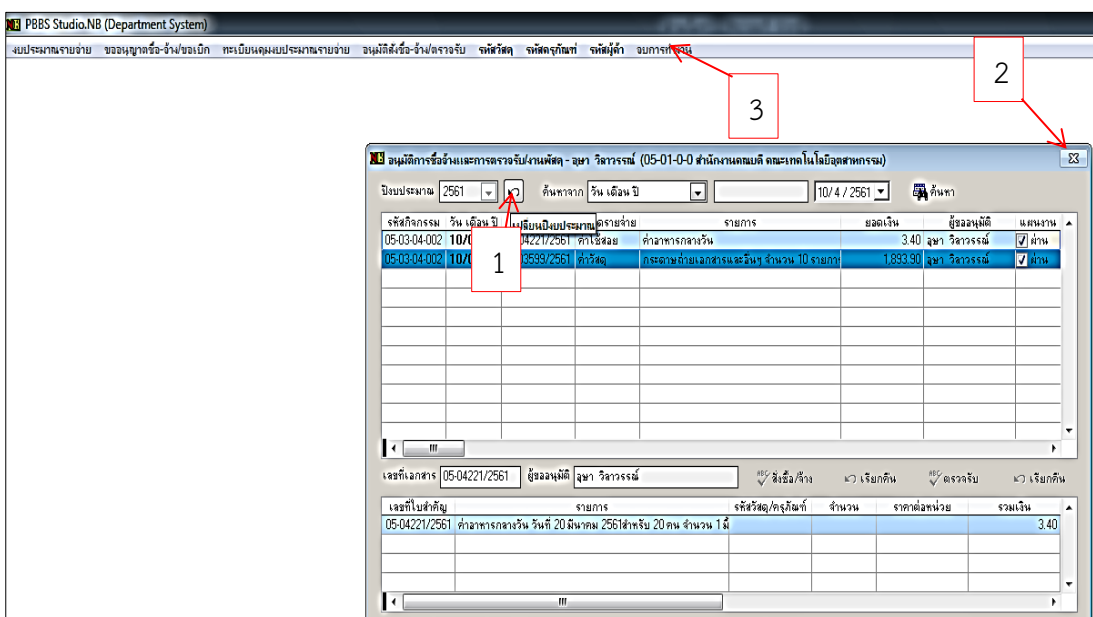 PBBS Studio.NB (Department System)
งบประมาณรายจ่าย ขออนุญาตซื้อ-จ้าง/ขอเบิก ทะเบียนคุมงบประมาณรายจ่าย อนุมัติสั่งซื้อ-จ้าง/ตรวจรับ รหัสวัสดุ รหัสครุภัณฑ์ รหัสผู้ค้า จบการทำงาน
2
3
อนุมัติการซื้อจ้างและการตรวจรับ/งานพัสดุ - อุษา วิลาวรรณ์ (05-01-0-0 สำนักงานคณบดี คณะเทคโนโลยีอุตสาหกรรม)
ปีงบประมาณ 2561 ค้นหาจาก วัน เดือน ปี 10/ 4 / 2561 ค้นหา
รหัสกิจกรรม วัน เดือน ปี เปลี่ยนปีงบประมาณ รายการ ยอดเงิน ผู้ขออนุมัติ แผนงาน
05-03-04-002 10/0 04221/2561 ค่าใช้สอย ค่าอาหารกลางวัน 3.40 อุษา วิลาวรรณ์ ผ่าน
05-03-04-002 10/0 03599/2561 ค่าวัสดุ กระดาษถ่ายเอกสารและอื่นๆ จำนวน 10 รายการ 1,893.90 อุษา วิลาวรรณ์ ผ่าน
1
เลขที่เอกสาร 05-04221/2561 ผู้ขออนุมัติ อุษา วิลาวรรณ์ สั่งซื้อ/จ้าง เรียกคืน ตรวจรับ เรียกคืน
เลขที่ใบสำคัญ รายการ รหัสวัสดุ/ครุภัณฑ์ จำนวน ราคาต่อหน่วย รวมเงิน
05-04221/2561 ค่าอาหารกลางวัน วันที่ 20 มีนาคม 2561สำหรับ 20 คน จำนวน 1 มื้ 3.40